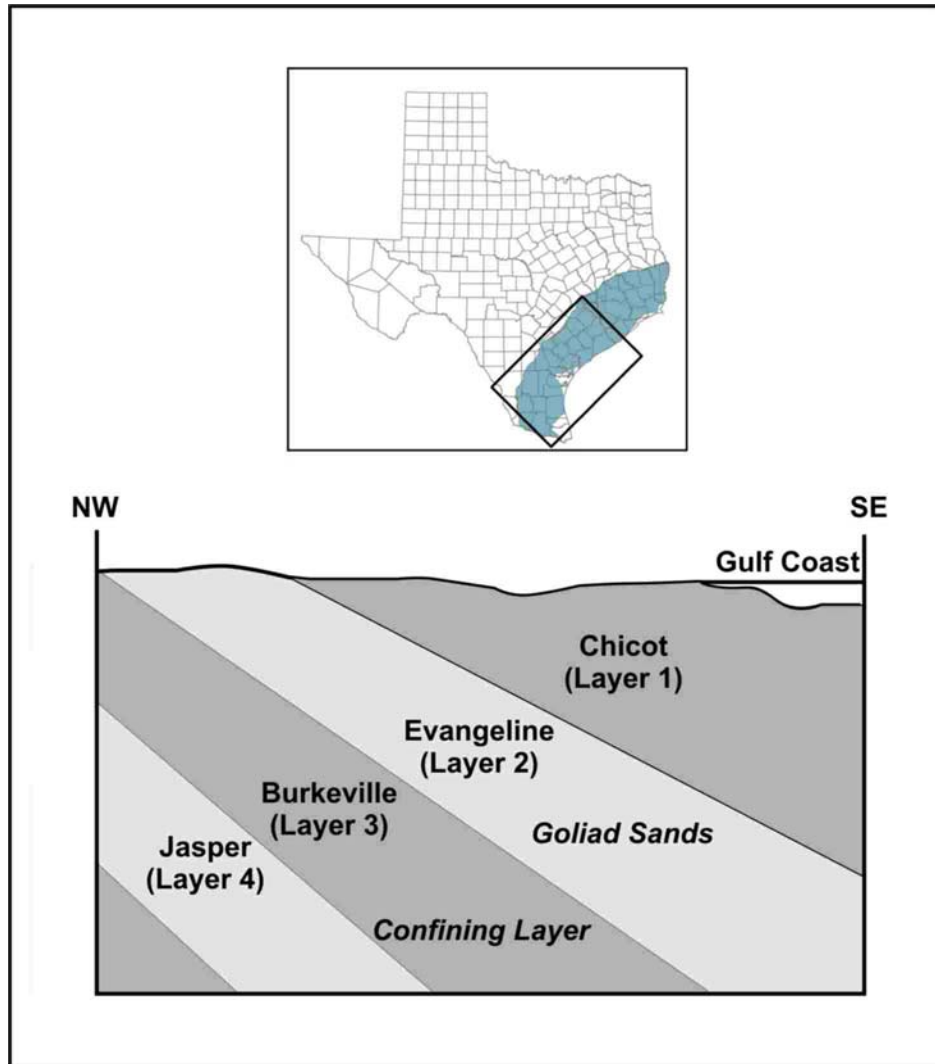 NW
SE
Gulf Coast
Chicot
(Layer 1)
Evangeline
(Layer 2)
Burkeville
(Layer 3)
Goliad Sands
Jasper
(Layer 4)
Confining Layer